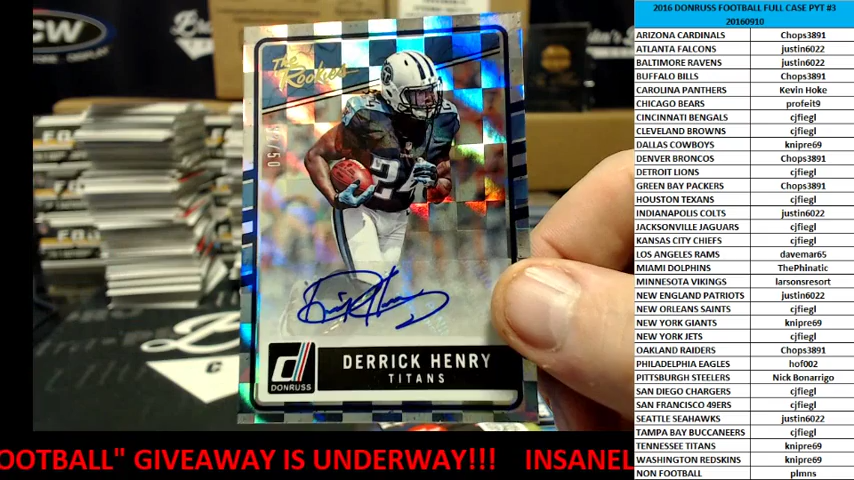 The
Rookies
/50
24
DERRICK HENRY
TITANS
DONRUSS
2016 DONRUSS FOOTBALL FULL CASE PYT #3
20160910
ARIZONA CARDINALS Chops3891
ATLANTA FALCONS justin6022
BALTIMORE RAVENS justin6022
BUFFALO BILLS Chops3891
CAROLINA PANTHERS Kevin Hoke
CHICAGO BEARS profeit9
CINCINNATI BENGALS cjfiegl
CLEVELAND BROWNS cjfiegl
DALLAS COWBOYS knipre69
DENVER BRONCOS Chops3891
DETROIT LIONS cjfiegl
GREEN BAY PACKERS Chops3891
HOUSTON TEXANS cjfiegl
INDIANAPOLIS COLTS justin6022
JACKSONVILLE JAGUARS cjfiegl
KANSAS CITY CHIEFS cjfiegl
LOS ANGELES RAMS davemar65
MIAMI DOLPHINS ThePhinatic
MINNESOTA VIKINGS larsonsresort
NEW ENGLAND PATRIOTS justin6022
NEW ORLEANS SAINTS cjfiegl
NEW YORK GIANTS knipre69
NEW YORK JETS cjfiegl
OAKLAND RAIDERS Chops3891
PHILADELPHIA EAGLES hof002
PITTSBURGH STEELERS Nick Bonarrigo
SAN DIEGO CHARGERS cjfiegl
SAN FRANCISCO 49ERS cjfiegl
SEATTLE SEAHAWKS justin6022
TAMPA BAY BUCCANEERS cjfiegl
TENNESSEE TITANS knipre69
WASHINGTON REDSKINS knipre69
NON FOOTBALL plmns
OOTBALL" GIVEAWAY IS UNDERWAY!!! INSANEL